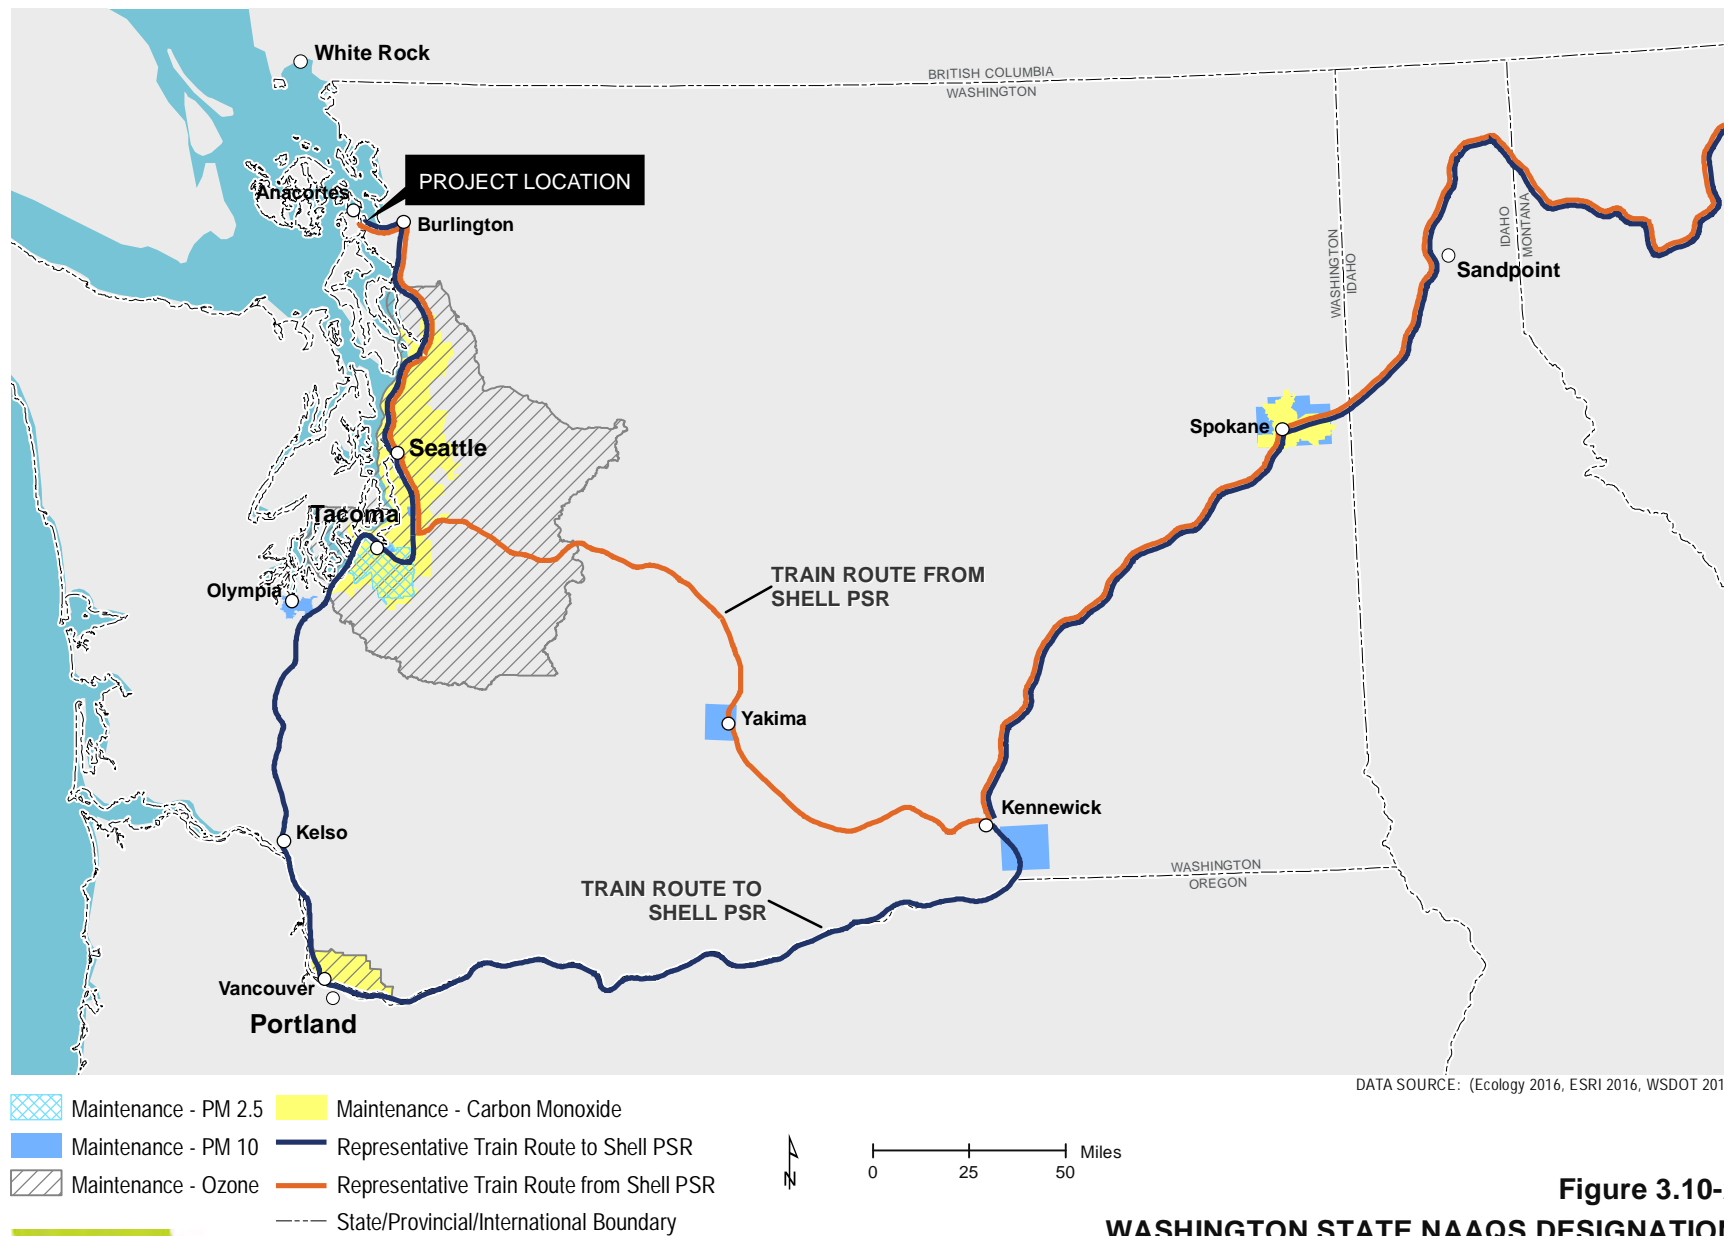 White Rock
BRITISH COLUMBIA
WASHINGTON
PROJECT LOCATION
Anacortes
Burlington
IDAHO
MONTANA
WASHINGTON
IDAHO
Sandpoint
Spokane
Seattle
Tacoma
TRAIN ROUTE FROM
SHELL PSR
Olympia
Yakima
Kennewick
Kelso
WASHINGTON
OREGON
TRAIN ROUTE TO
SHELL PSR
Vancouver
Portland
DATA SOURCE: (Ecology 2016, ESRI 2016, WSDOT 201
Maintenance - PM 2.5
Maintenance - Carbon Monoxide
Maintenance - PM 10
Representative Train Route to Shell PSR
Maintenance - Ozone
Representative Train Route from Shell PSR
State/Provincial/International Boundary
N
Miles
0 25 50
Figure 3.10-
WASHINGTON STATE NAAQS DESIGNATION